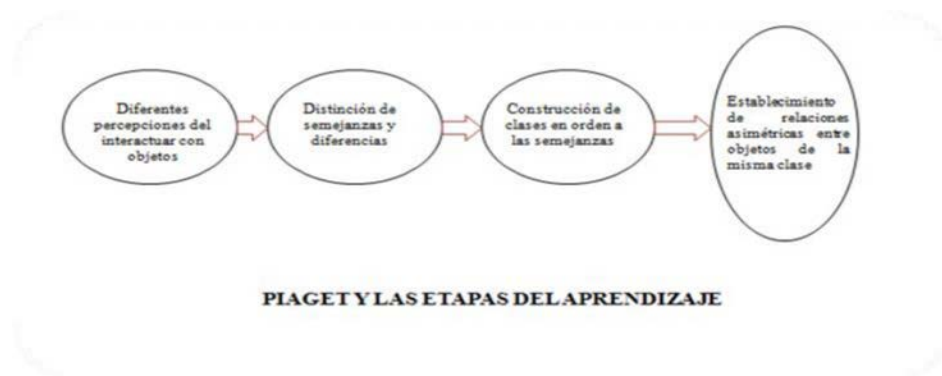 Diferentes
percepciones del
interactuar con
objetos
Distinción de
semejanzas y
diferencias
Construcción de
clases en orden a
las semejanzas
Establecimiento
de relaciones
asimétricas entre
objetos de la
misma clase
PIAGET Y LAS ETAPAS DEL APRENDIZAJE